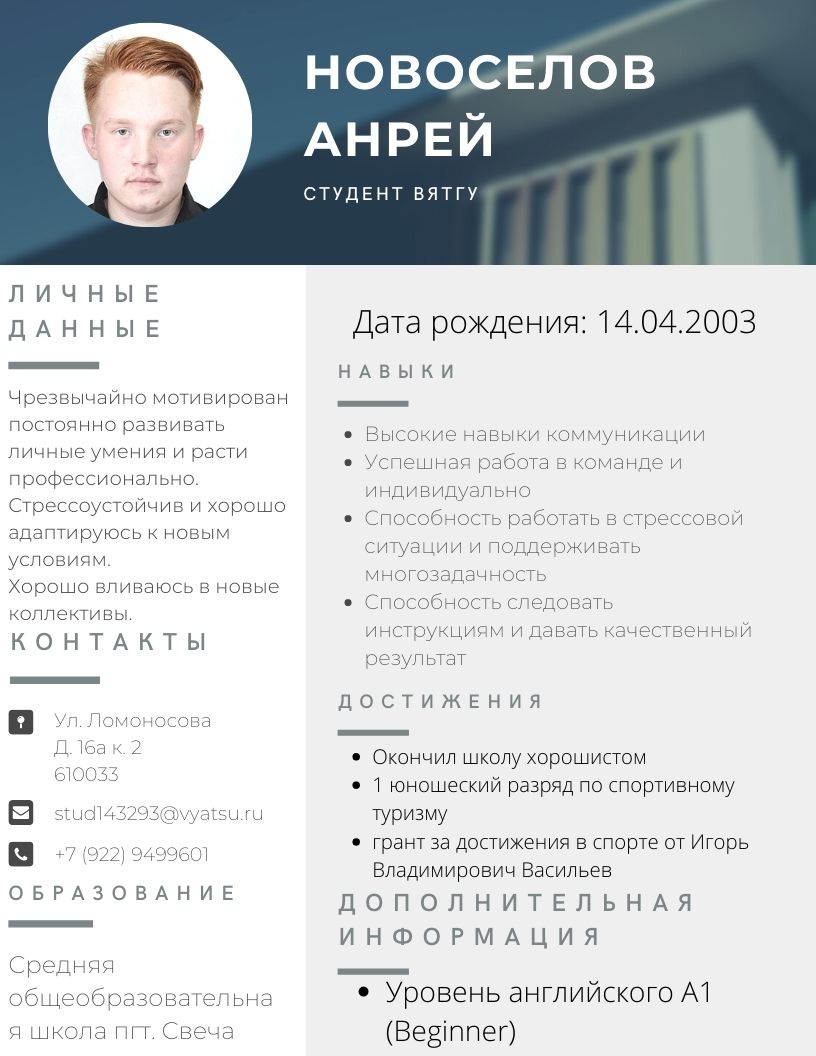 НОВОСЕЛОВ
АНРЕЙ
СТУДЕНТ ВЯТГУ
ЛИЧНЫЕ
ДАННЫЕ
Чрезвычайно мотивирован
постоянно развивать
личные умения и расти
профессионально.
Стрессоустойчив и хорошо
адаптируюсь к новым
условиям.
Хорошо вливаюсь в новые
коллективы.
КОНТАКТЫ
Ул. Ломоносова
Д. 16а к. 2
610033
stud143293@vyatsu.ru
+7 (922) 9499601
ОБРАЗОВАНИЕ
Средняя
общеобразовательна
я школа пгт. Свеча
Дата рождения: 14.04.2003
НАВЫКИ
• Высокие навыки коммуникации
• Успешная работа в команде и
индивидуально
• Способность работать в стрессовой
ситуации и поддерживать
многозадачность
• Способность следовать
инструкциям и давать качественный
результат
ДОСТИЖЕНИЯ
• Окончил школу хорошистом
• 1 юношеский разряд по спортивному
туризму
• грант за достижения в спорте от Игорь
Владимирович Васильев
ДОПОЛНИТЕЛЬНАЯ
ИНФОРМАЦИЯ
• Уровень английского А1
(Beginner)